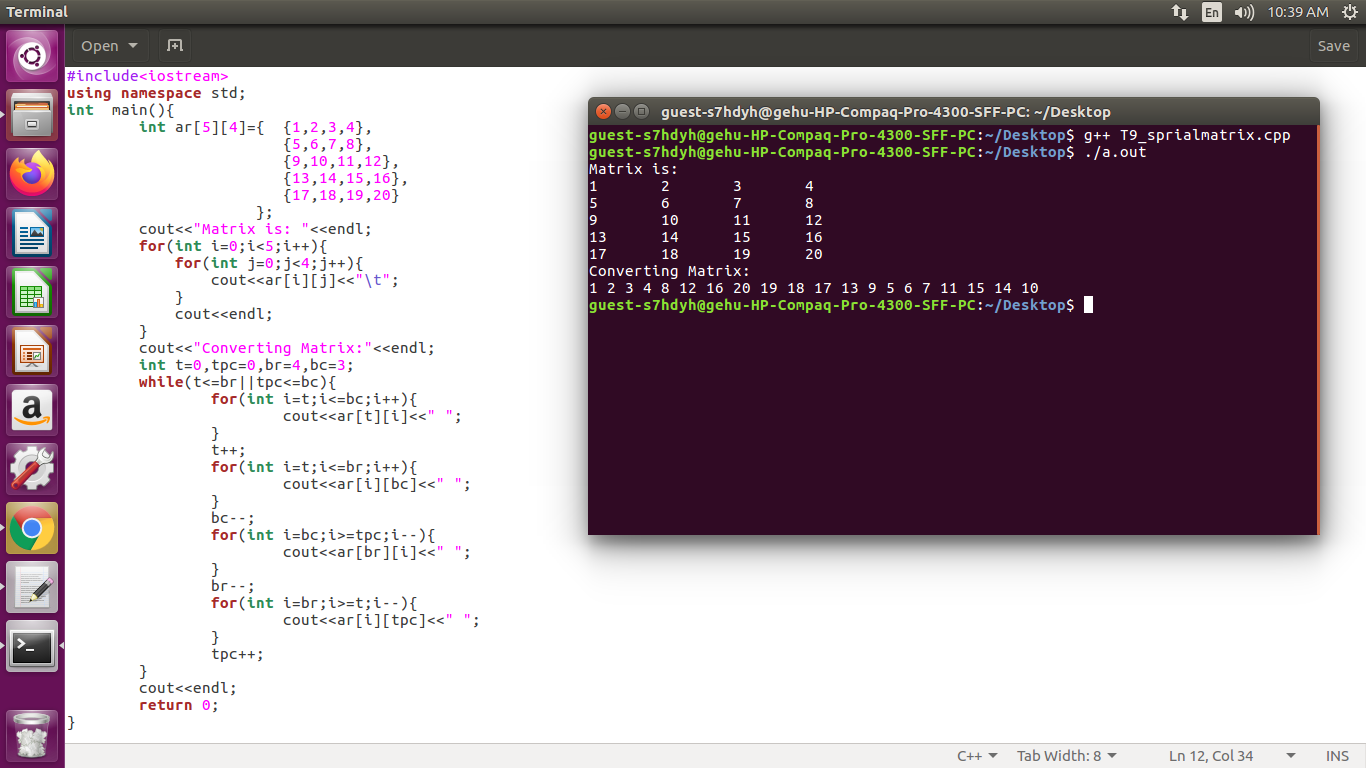 Terminal
En
10:39 AM
Open
Save
#include<iostream>
using namespace std;
int  main(){
        int ar[5][4]={  {1,2,3,4},
                        {5,6,7,8},
                        {9,10,11,12},
                        {13,14,15,16},
                        {17,18,19,20}
                     };
        cout<<"Matrix is: "<<endl;
        for(int i=0;i<5;i++){
            for(int j=0;j<4;j++){
                cout<<ar[i][j]<<"\t";
            }
            cout<<endl;
        }
        cout<<"Converting Matrix:"<<endl;
        int t=0,tpc=0,br=4,bc=3;
        while(t<=br||tpc<=bc){
                for(int i=t;i<=bc;i++){
                        cout<<ar[t][i]<<" ";
                }
                t++;
                for(int i=t;i<=br;i++){
                        cout<<ar[i][bc]<<" ";
                }
                bc--;
                for(int i=bc;i>=tpc;i--){
                        cout<<ar[br][i]<<" ";
                }
                br--;
                for(int i=br;i>=t;i--){
                        cout<<ar[i][tpc]<<" ";
                }
                tpc++;
        }
        cout<<endl;
        return 0;
}
guest-s7hdyh@gehu-HP-Compaq-Pro-4300-SFF-PC: ~/Desktop
guest-s7hdyh@gehu-HP-Compaq-Pro-4300-SFF-PC:~/Desktop$ g++ T9_sprialmatrix.cpp
guest-s7hdyh@gehu-HP-Compaq-Pro-4300-SFF-PC:~/Desktop$ ./a.out
Matrix is:
1       2       3       4
5       6       7       8
9       10      11      12
13      14      15      16
17      18      19      20
Converting Matrix:
1 2 3 4 8 12 16 20 19 18 17 13 9 5 6 7 11 15 14 10
guest-s7hdyh@gehu-HP-Compaq-Pro-4300-SFF-PC:~/Desktop$
C++
Tab Width: 8
Ln 12, Col 34
INS